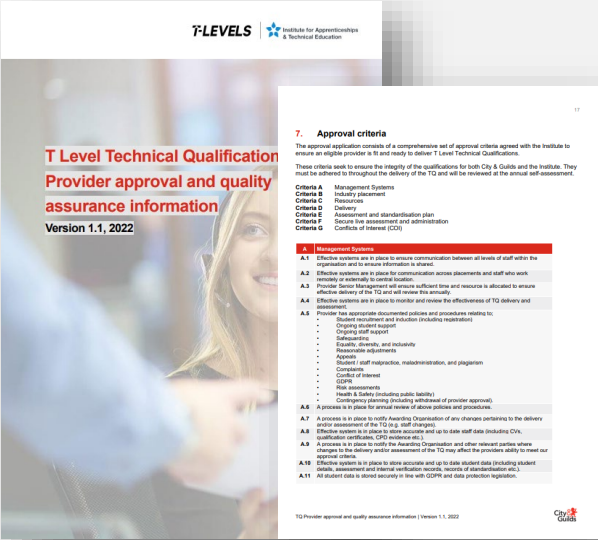 T-LEVELS
Institute for Apprenticeships
& Technical Education
T Level Technical Qualification
Provider approval and quality
assurance information
Version 1.1, 2022
17
7. Approval criteria
The approval application consists of a comprehensive set of approval criteria agreed with the Institute to
ensure an eligible provider is fit and ready to deliver T Level Technical Qualifications.
These criteria seek to ensure the integrity of the qualifications for both City & Guilds and the Institute. They
must be adhered to throughout the delivery of the TQ and will be reviewed at the annual self-assessment.
Criteria A Management Systems
Criteria B Industry placement
Criteria C Resources
Criteria D Delivery
Criteria E Assessment and standardisation plan
Criteria F Secure live assessment and administration
Criteria G Conflicts of Interest (COI)
A Management Systems
A.1 Effective systems are in place to ensure communication between all levels of staff within the
organisation and to ensure information is shared.
A.2 Effective systems are in place for communication across placements and staff who work
remotely or externally to central location.
A.3 Provider Senior Management will ensure sufficient time and resource is allocated to ensure
effective delivery of the TQ and will review this annually.
A.4 Effective systems are in place to monitor and review the effectiveness of TQ delivery and
assessment.
A.5 Provider has appropriate documented policies and procedures relating to;
• Student recruitment and induction (including registration)
• Ongoing student support
• Ongoing staff support
• Safeguarding
• Equality, diversity, and inclusivity
• Reasonable adjustments
• Appeals
• Student / staff malpractice, maladministration, and plagiarism
• Complaints
• Conflict of Interest
• GDPR
• Risk assessments
• Health & Safety (including public liability)
• Contingency planning (including withdrawal of provider approval).
A.6 A process is in place for annual review of above policies and procedures.
A.7 A process is in place to notify the Awarding Organisation of any changes pertaining to the delivery
and/or assessment of the TQ (e.g. staff changes).
A.8 Effective system is in place to store accurate and up to date staff data (including CVs,
qualification certificates, CPD evidence etc.).
A.9 A process is in place to notify the Awarding Organisation and other relevant parties where
changes to the delivery and/or assessment of the TQ may affect the providers ability to meet our
approval criteria.
A.10 Effective system is in place to store accurate and up to date student data (including student
details, assessment and internal verification records, records of standardisation etc.).
A.11 All student data is stored securely in line with GDPR and data protection legislation.
TQ Provider approval and quality assurance information | Version 1.1, 2022
City&
Guilds